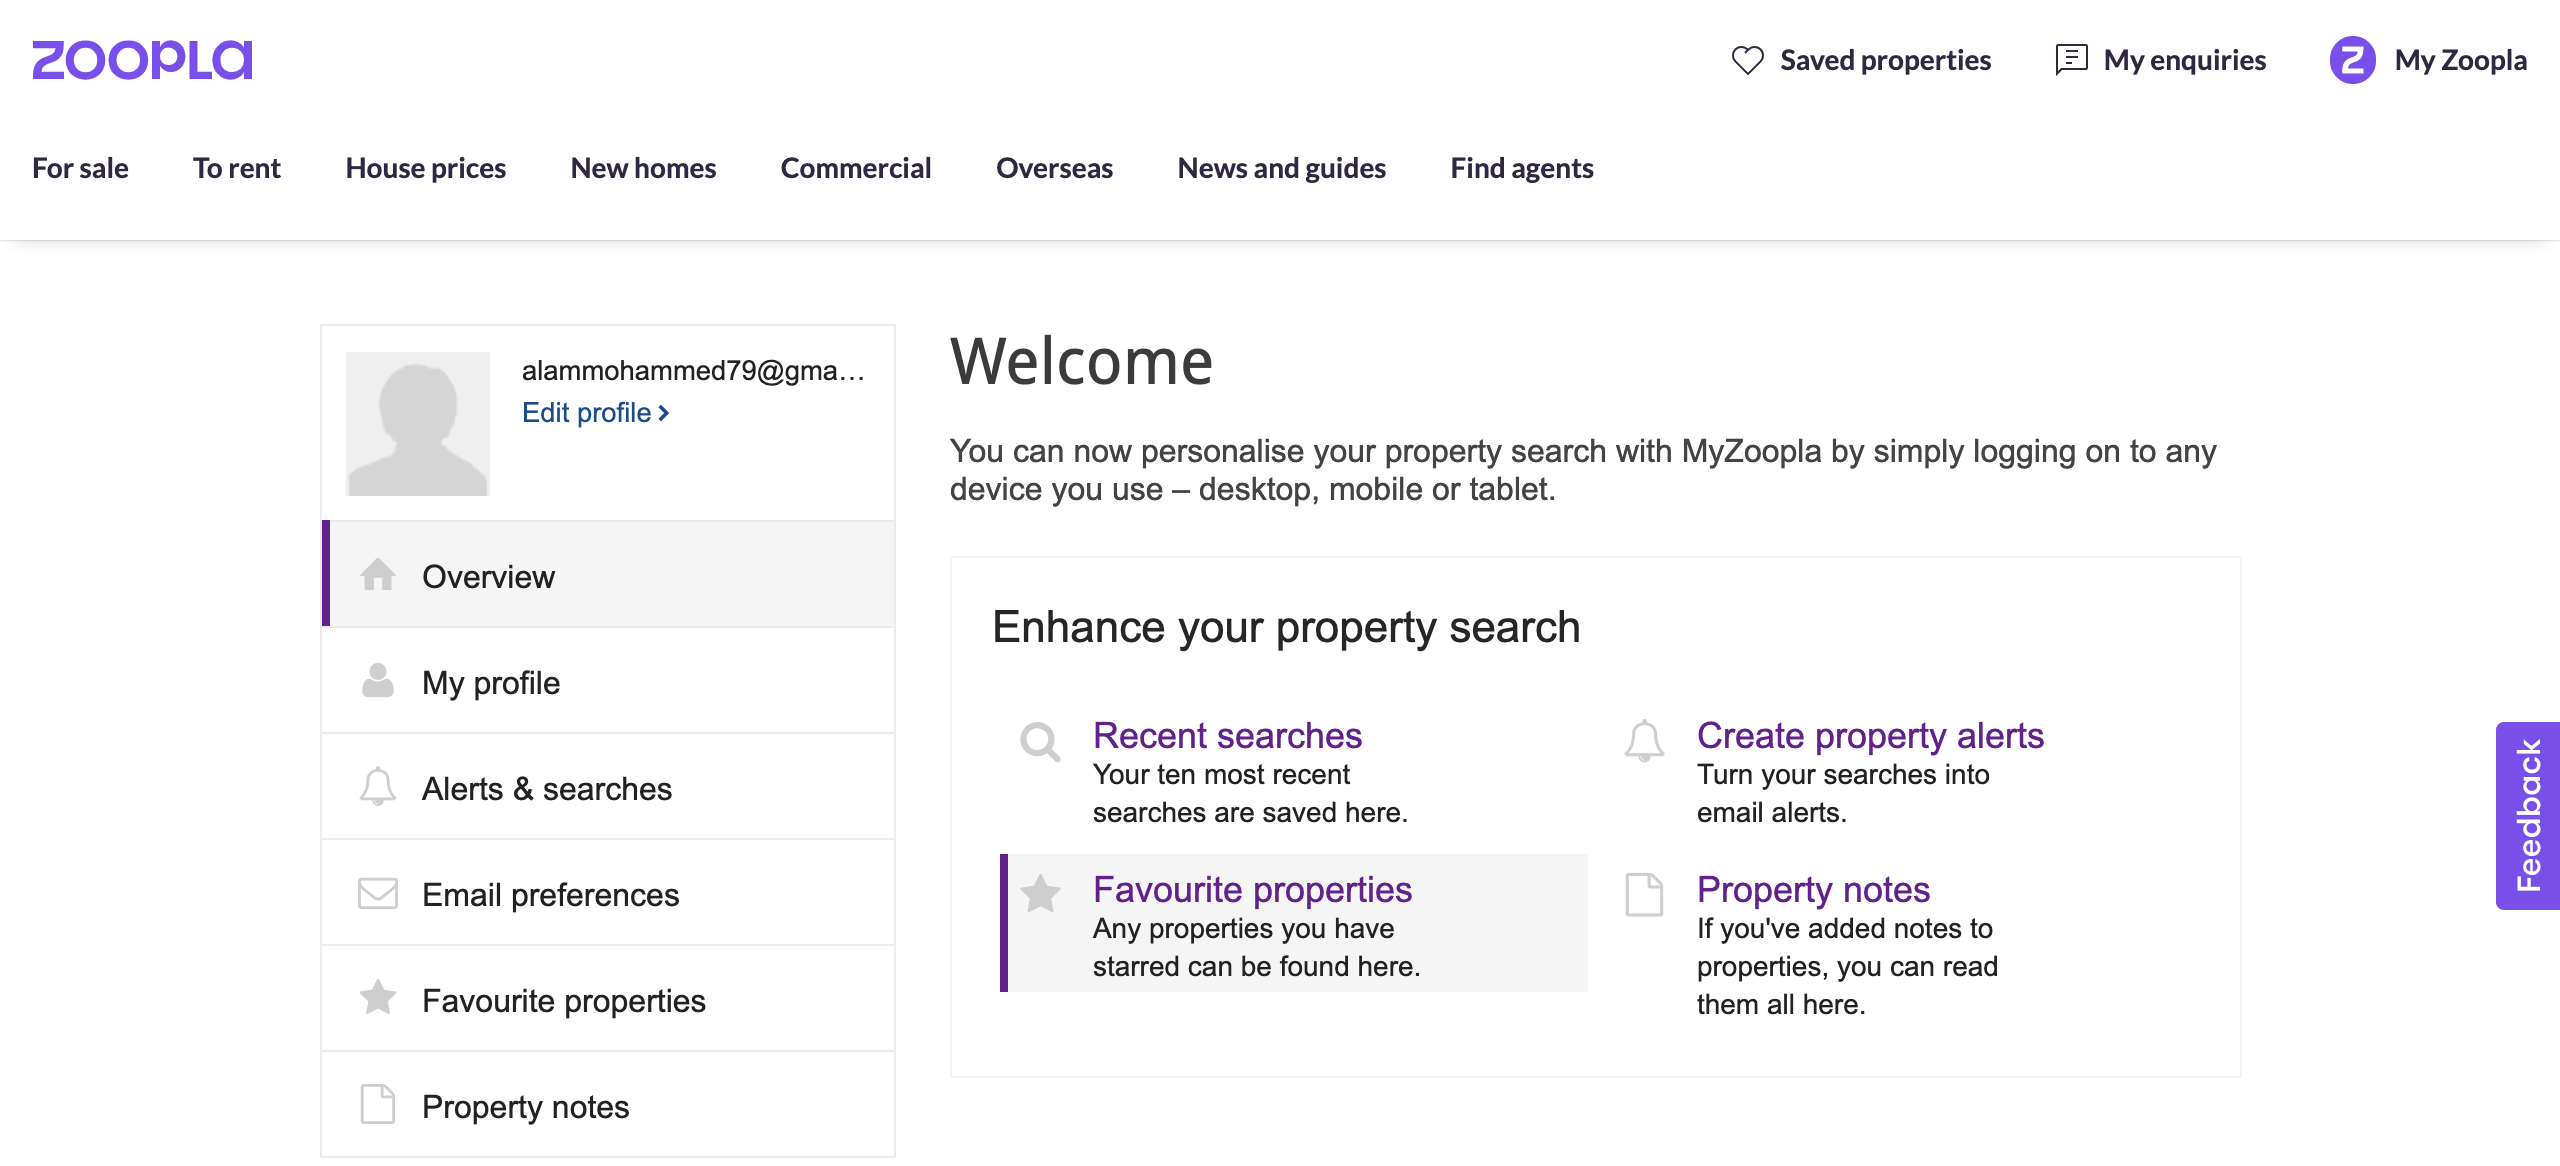 zoopla
Saved properties
My enquiries
My Zoopla
For sale
To rent
House prices
New homes
Commercial
Overseas
News and guides
Find agents
alammohammed79@gma…
Edit profile
Overview
My profile
Alerts & searches
Email preferences
Favourite properties
Property notes
Welcome
You can now personalise your property search with MyZoopla by simply logging on to any
device you use – desktop, mobile or tablet.
Enhance your property search
Recent searches
Your ten most recent
searches are saved here.
Create property alerts
Turn your searches into
email alerts.
Favourite properties
Any properties you have
starred can be found here.
Property notes
If you've added notes to
properties, you can read
them all here.
Feedback